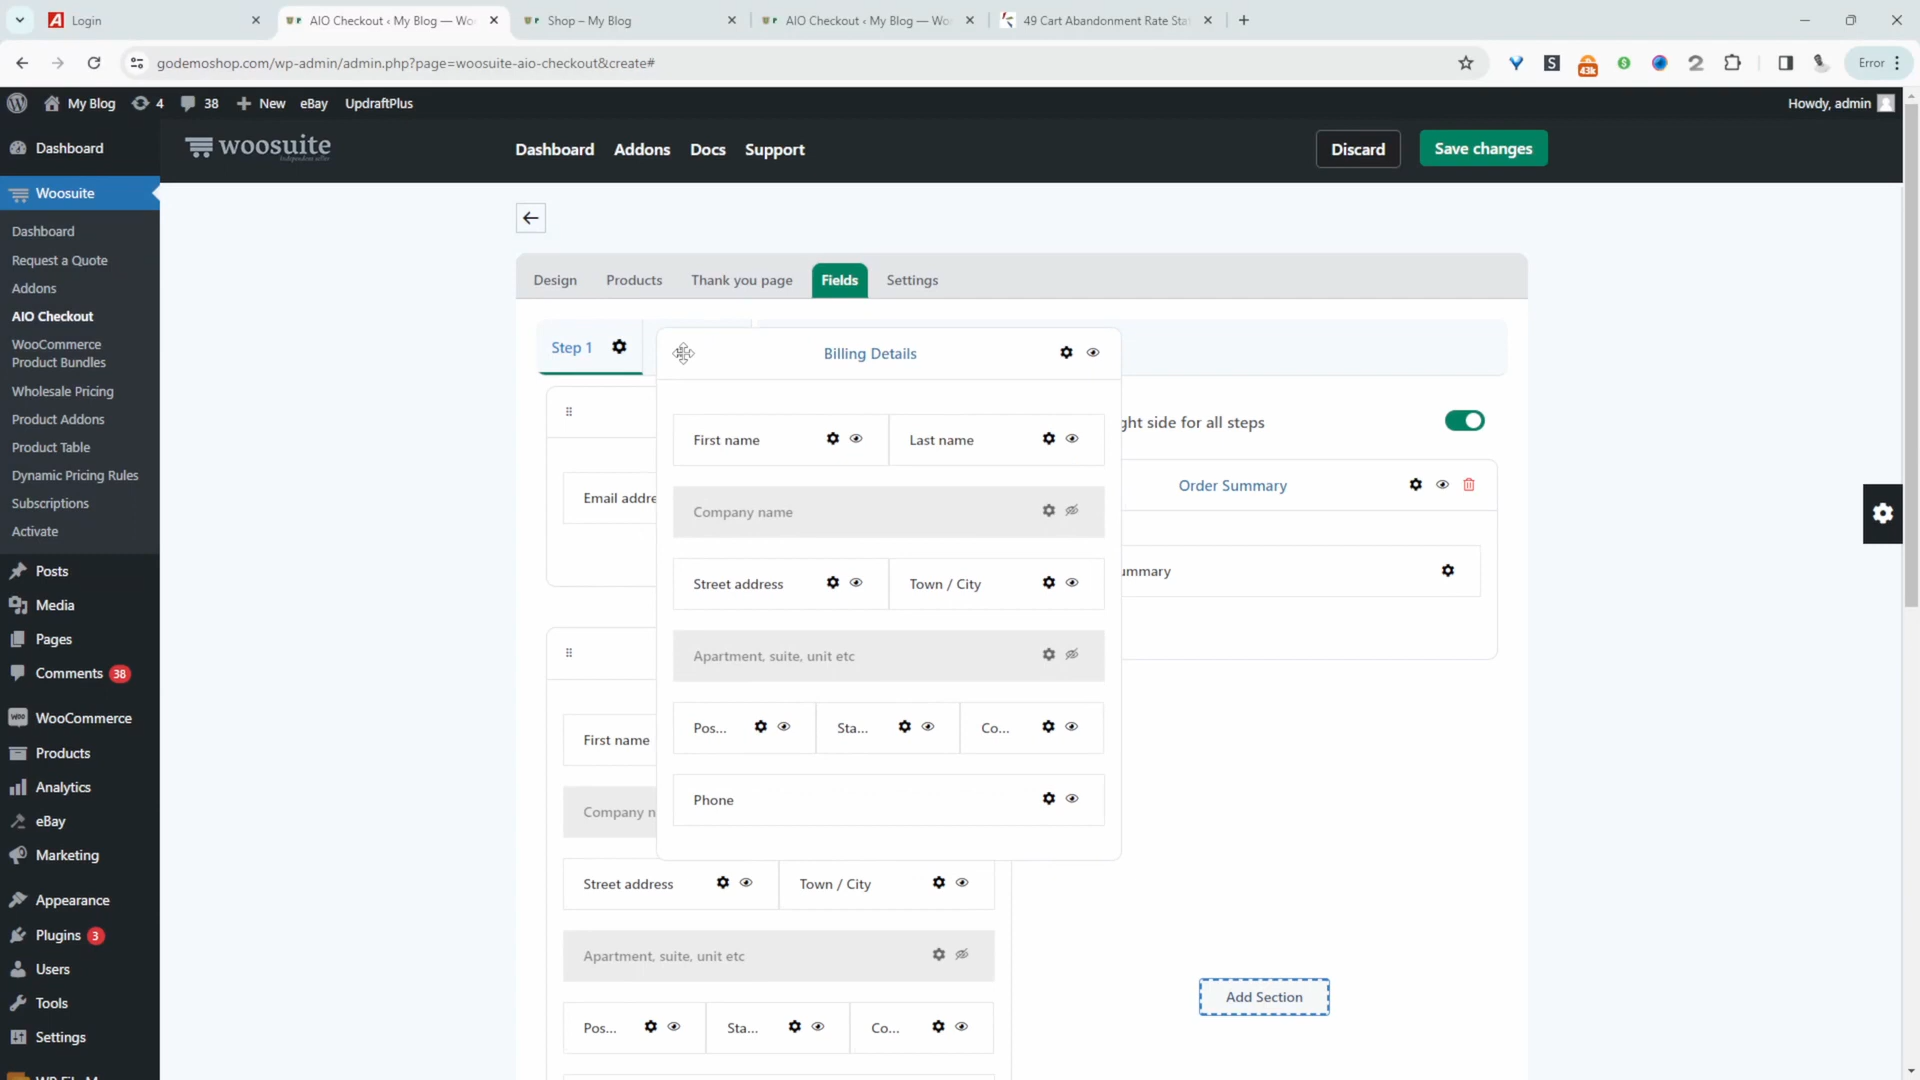 Login
AIO Checkout ‹ My Blog — Woo
Shop – My Blog
AIO Checkout ‹ My Blog — Wo
49 Cart Abandonment Rate Stat
godemoshop.com/wp-admin/admin.php?page=woosuite-aio-checkout&create#
S
43k
2
Error
My Blog
4
38
New
eBay
UpdraftPlus
Howdy, admin
Dashboard
woosuite
Dashboard
Addons
Docs
Support
Discard
Save changes
Woosuite
Dashboard
Request a Quote
Addons
AIO Checkout
WooCommerce
Product Bundles
Wholesale Pricing
Product Addons
Product Table
Dynamic Pricing Rules
Subscriptions
Activate
Posts
Media
Pages
Comments 38
WooCommerce
Products
Analytics
eBay
Marketing
Appearance
Plugins 3
Users
Tools
Settings
Design
Products
Thank you page
Fields
Settings
Step 1
Billing Details
First name
Last name
Company name
Street address
Town / City
Apartment, suite, unit etc
Pos...
Sta...
Co...
Phone
ght side for all steps
Order Summary
ummary
Add Section
Email addre
First name
Company n
Street address
Town / City
Apartment, suite, unit etc
Pos...
Sta...
Co...